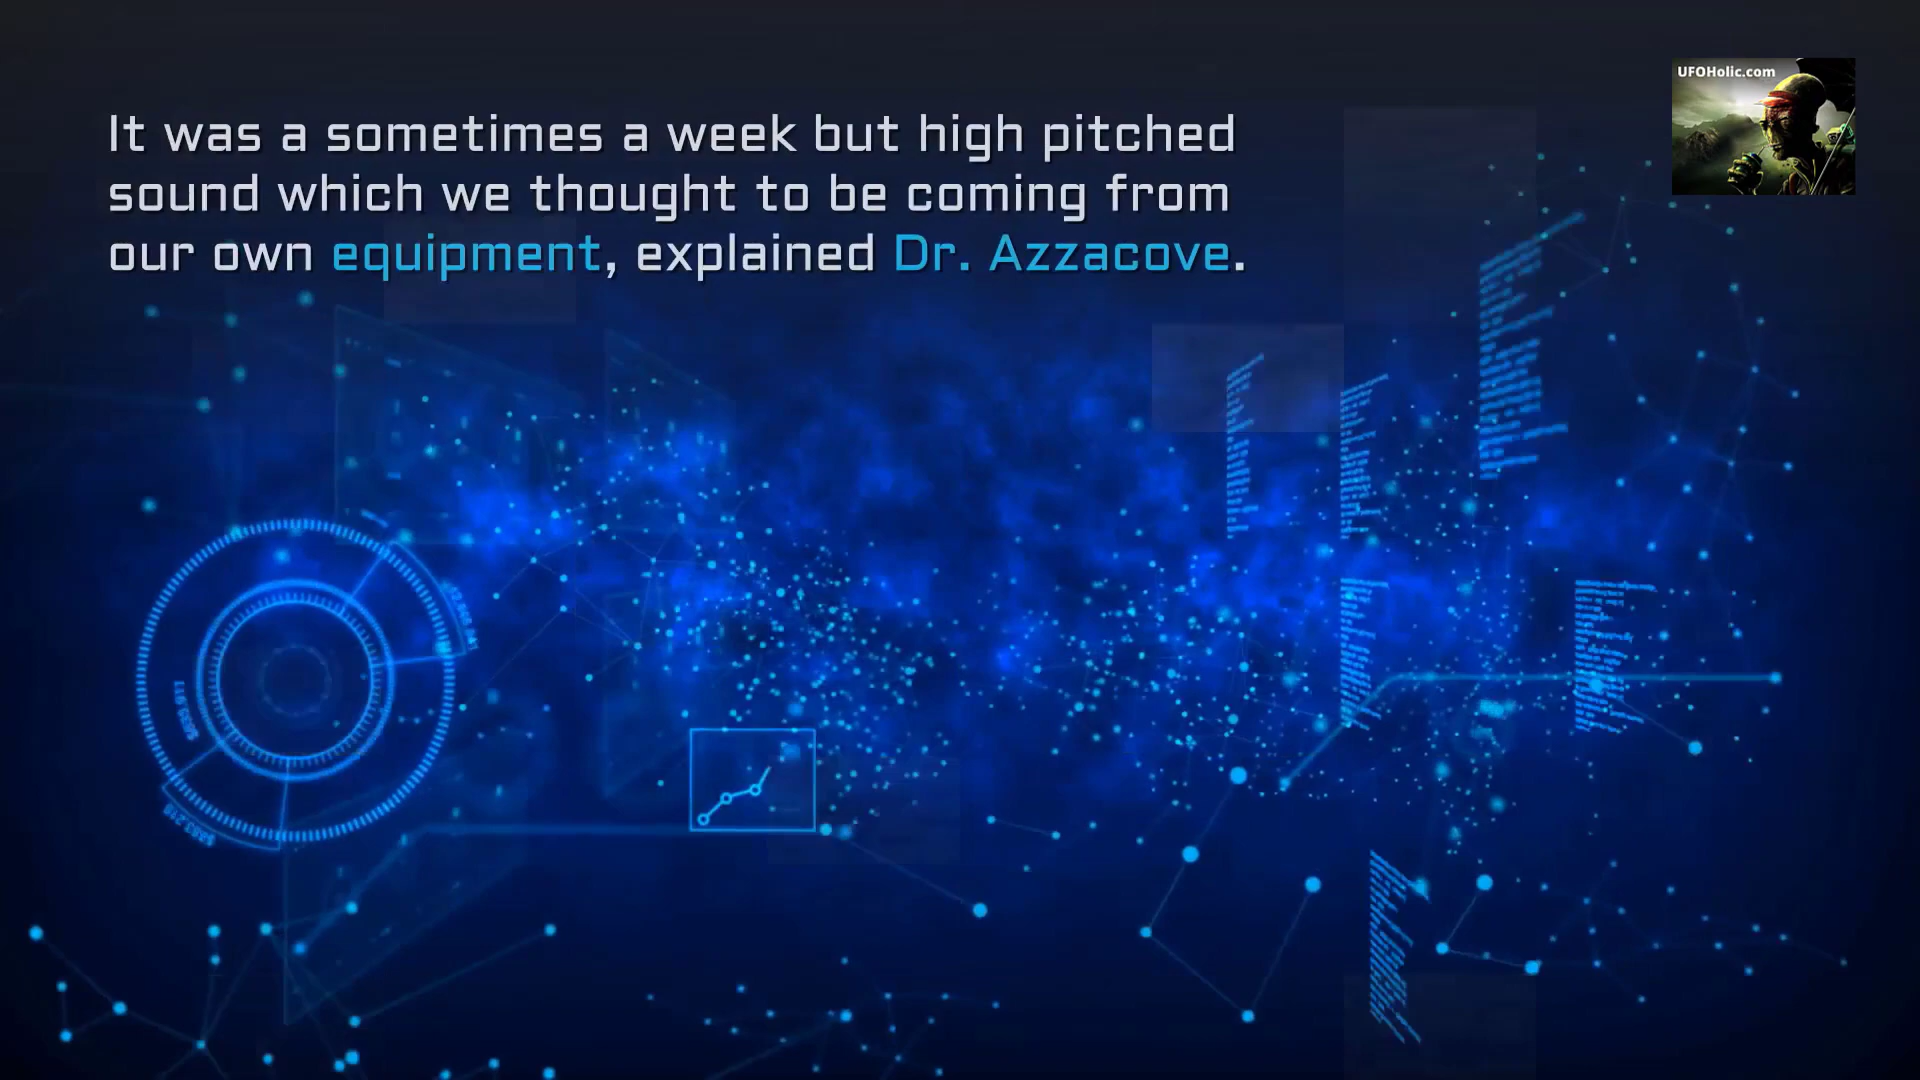 It was a sometimes a week but high pitched
sound which we thought to be coming from
our own equipment, explained Dr. Azzacove.
UFOHolic.com